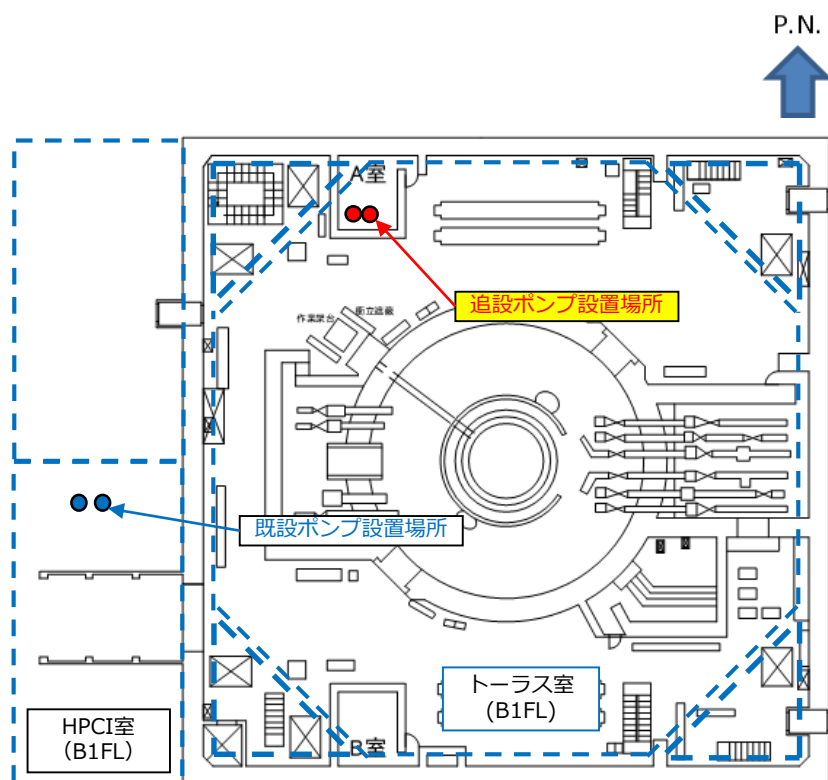 P.N.
A室
追設ポンプ設置場所
作業架台
衝立遮蔽
既設ポンプ設置場所
トーラス室
(B1FL)
HPCI室
（B1FL）
B室